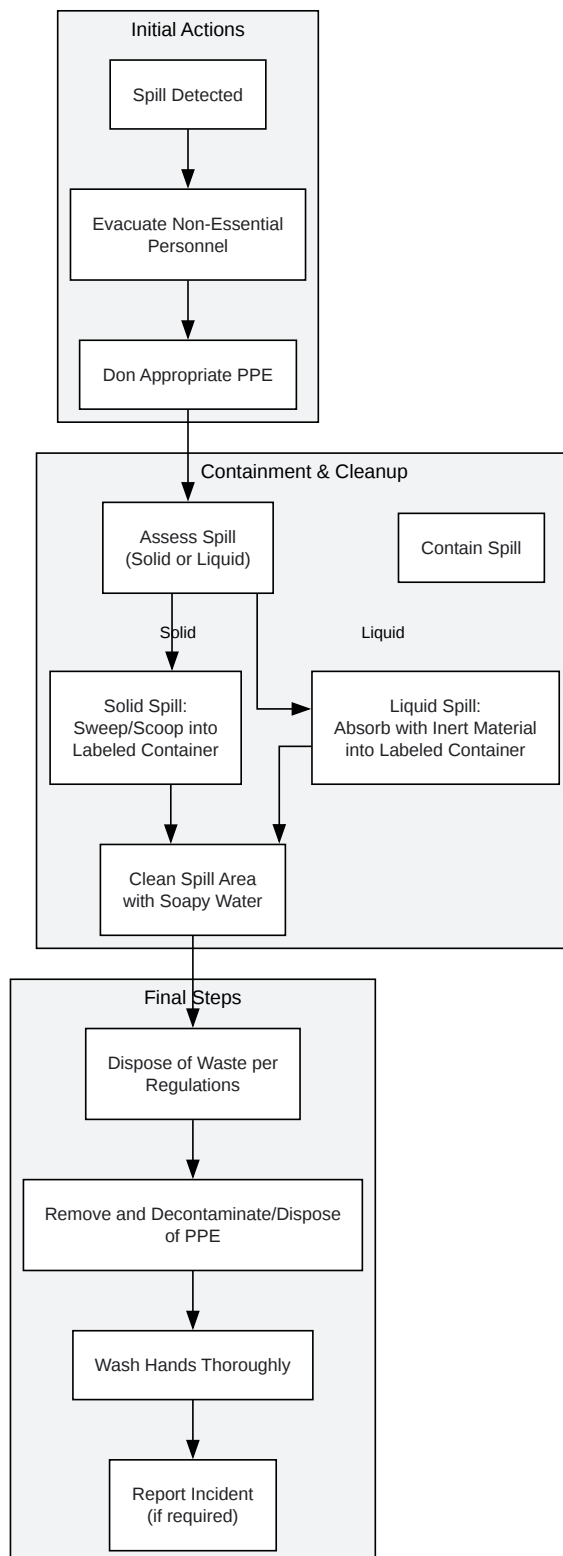 Initial Actions
Spill Detected
Evacuate Non-Essential
Personnel
Don Appropriate PPE
Containment & Cleanup
Assess Spill
(Solid or Liquid)
Contain Spill
Solid
Liquid
Solid Spill:
Sweep/Scoop into
Labeled Container
Liquid Spill:
Absorb with Inert Material
into Labeled Container
Clean Spill Area
with Soapy Water
Final Steps
Dispose of Waste per
Regulations
Remove and Decontaminate/Dispose
of PPE
Wash Hands Thoroughly
Report Incident
(if required)